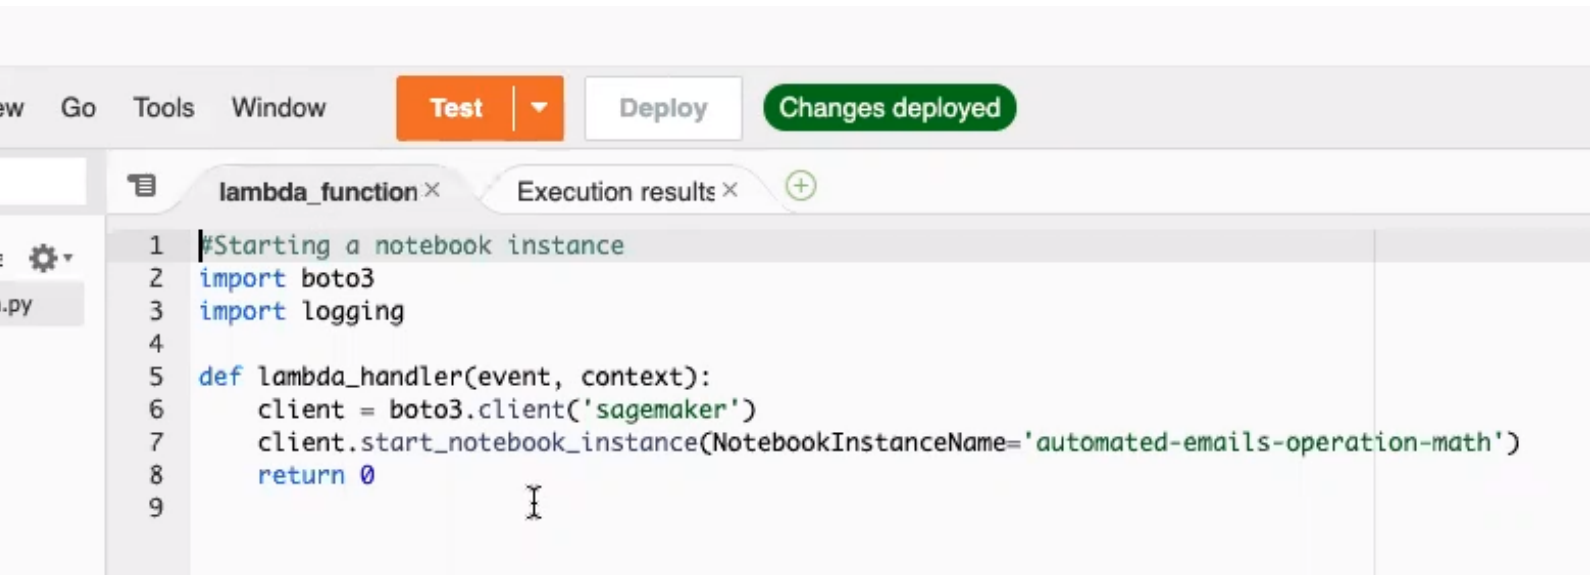 Go Tools Window Test Deploy Changes deployed
lambda_function Execution results
1 #Starting a notebook instance
2 import boto3
3 import logging
.py
4
5 def lambda_handler(event, context):
6     client = boto3.client('sagemaker')
7     client.start_notebook_instance(NotebookInstanceName='automated-emails-operation-math')
8     return 0
9